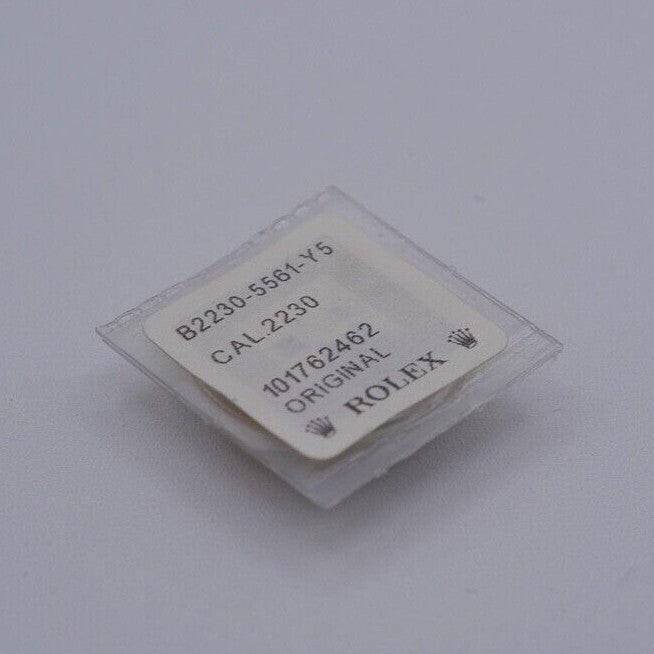 B2230-5561-Y5
CAL.2230
101762462
ORIGINAL
ROLEX